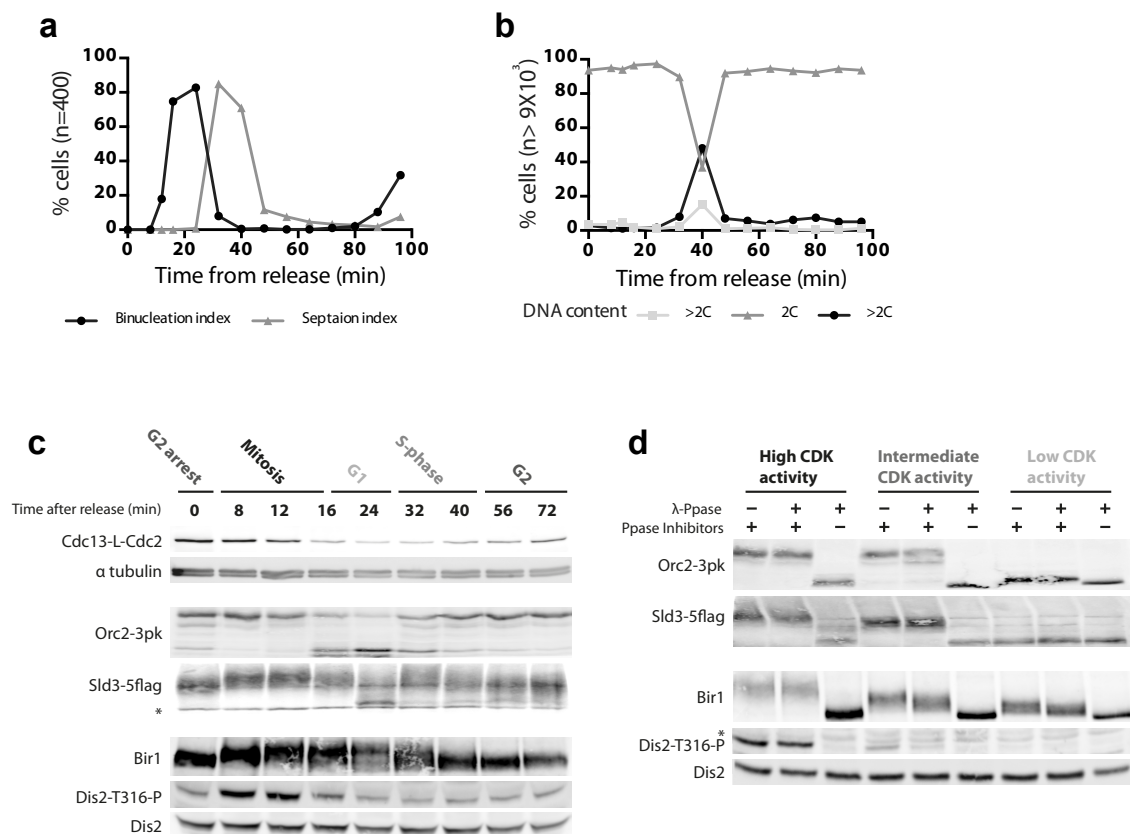 a
% cells (n=400)
100
80
60
40
20
0
0 20 40 60 80 100
Time from release (min)
Binucleation index Septaion index
b
% cells (n> 9X10³)
100
80
60
40
20
0
0 20 40 60 80 100
Time from release (min)
DNA content >2C 2C >2C
c
G2 arrest Mitosis G1 S-phase G2
Time after release (min) 0 8 12 16 24 32 40 56 72
Cdc13-L-Cdc2
α tubulin
Orc2-3pk
Sld3-5flag
*
Bir1
Dis2-T316-P
Dis2
d
High CDK activity
Intermediate CDK activity
Low CDK activity
λ-Ppase − + + − + + − + +
Ppase Inhibitors + + − + + − + + −
Orc2-3pk
Sld3-5flag
Bir1
*
Dis2-T316-P
Dis2